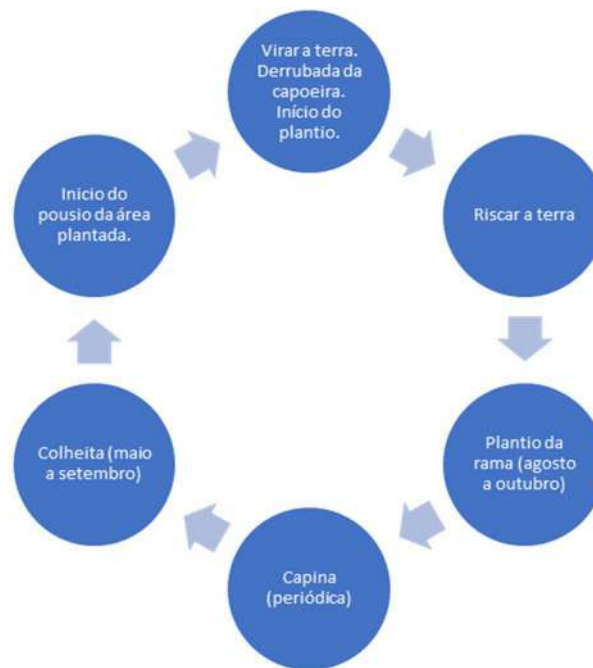 Virar a terra.
Derrubada da
capoeira.
Início do
plantio.
Riscar a terra
Plantio da
rama (agosto
a outubro)
Capina
(periódica)
Colheita (maio
a setembro)
Inicio do
pousio da área
plantada.